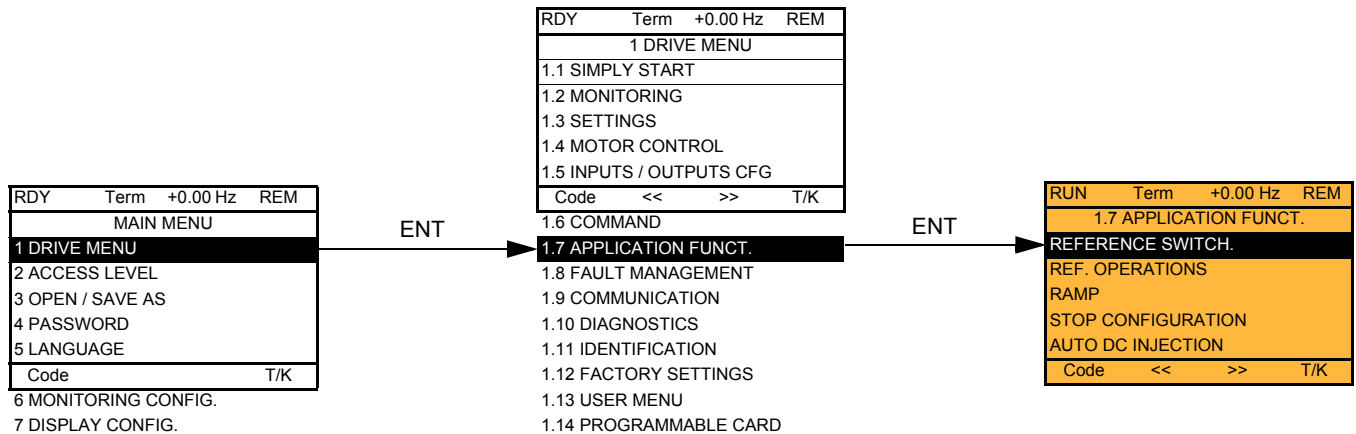 RDY Term +0.00 Hz REM
MAIN MENU
1 DRIVE MENU
2 ACCESS LEVEL
3 OPEN / SAVE AS
4 PASSWORD
5 LANGUAGE
Code T/K
6 MONITORING CONFIG.
7 DISPLAY CONFIG.
ENT
RDY Term +0.00 Hz REM
1 DRIVE MENU
1.1 SIMPLY START
1.2 MONITORING
1.3 SETTINGS
1.4 MOTOR CONTROL
1.5 INPUTS / OUTPUTS CFG
Code << >> T/K
1.6 COMMAND
1.7 APPLICATION FUNCT.
1.8 FAULT MANAGEMENT
1.9 COMMUNICATION
1.10 DIAGNOSTICS
1.11 IDENTIFICATION
1.12 FACTORY SETTINGS
1.13 USER MENU
1.14 PROGRAMMABLE CARD
ENT
RUN Term +0.00 Hz REM
1.7 APPLICATION FUNCT.
REFERENCE SWITCH.
REF. OPERATIONS
RAMP
STOP CONFIGURATION
AUTO DC INJECTION
Code << >> T/K